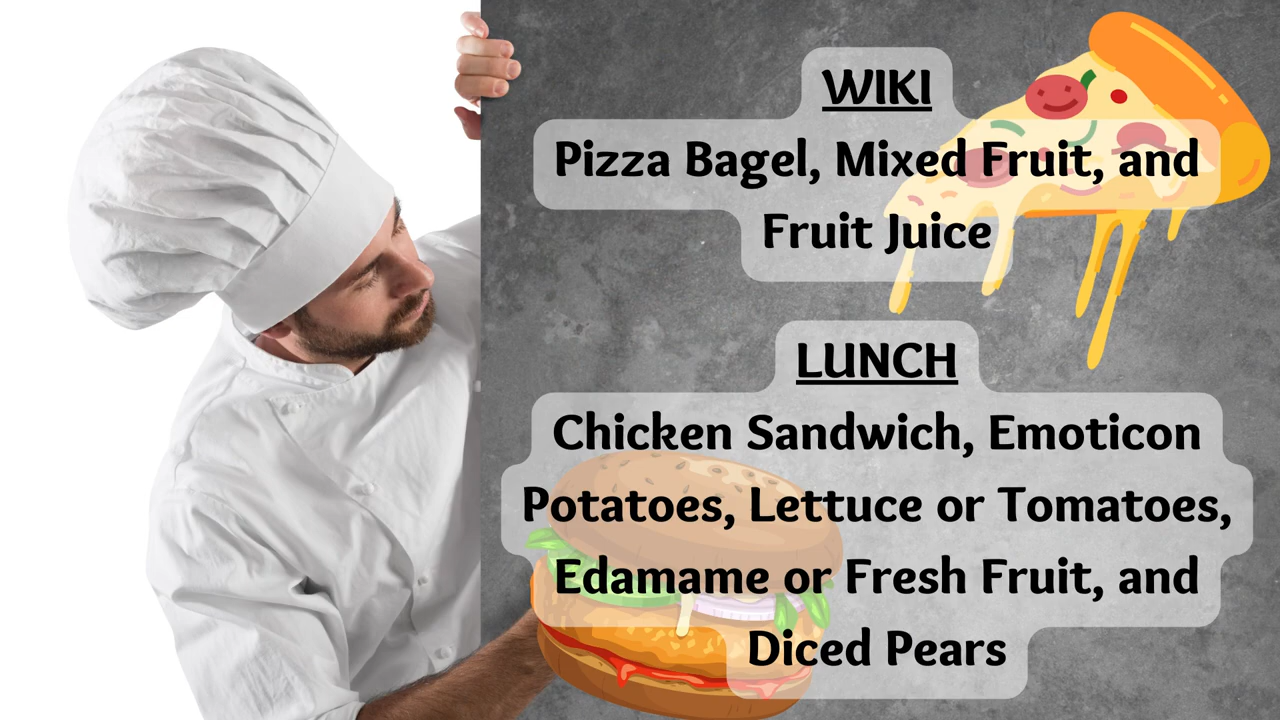 WIKI
Pizza Bagel, Mixed Fruit, and
Fruit Juice
LUNCH
Chicken Sandwich, Emoticon
Potatoes, Lettuce or Tomatoes,
Edamame or Fresh Fruit, and
Diced Pears